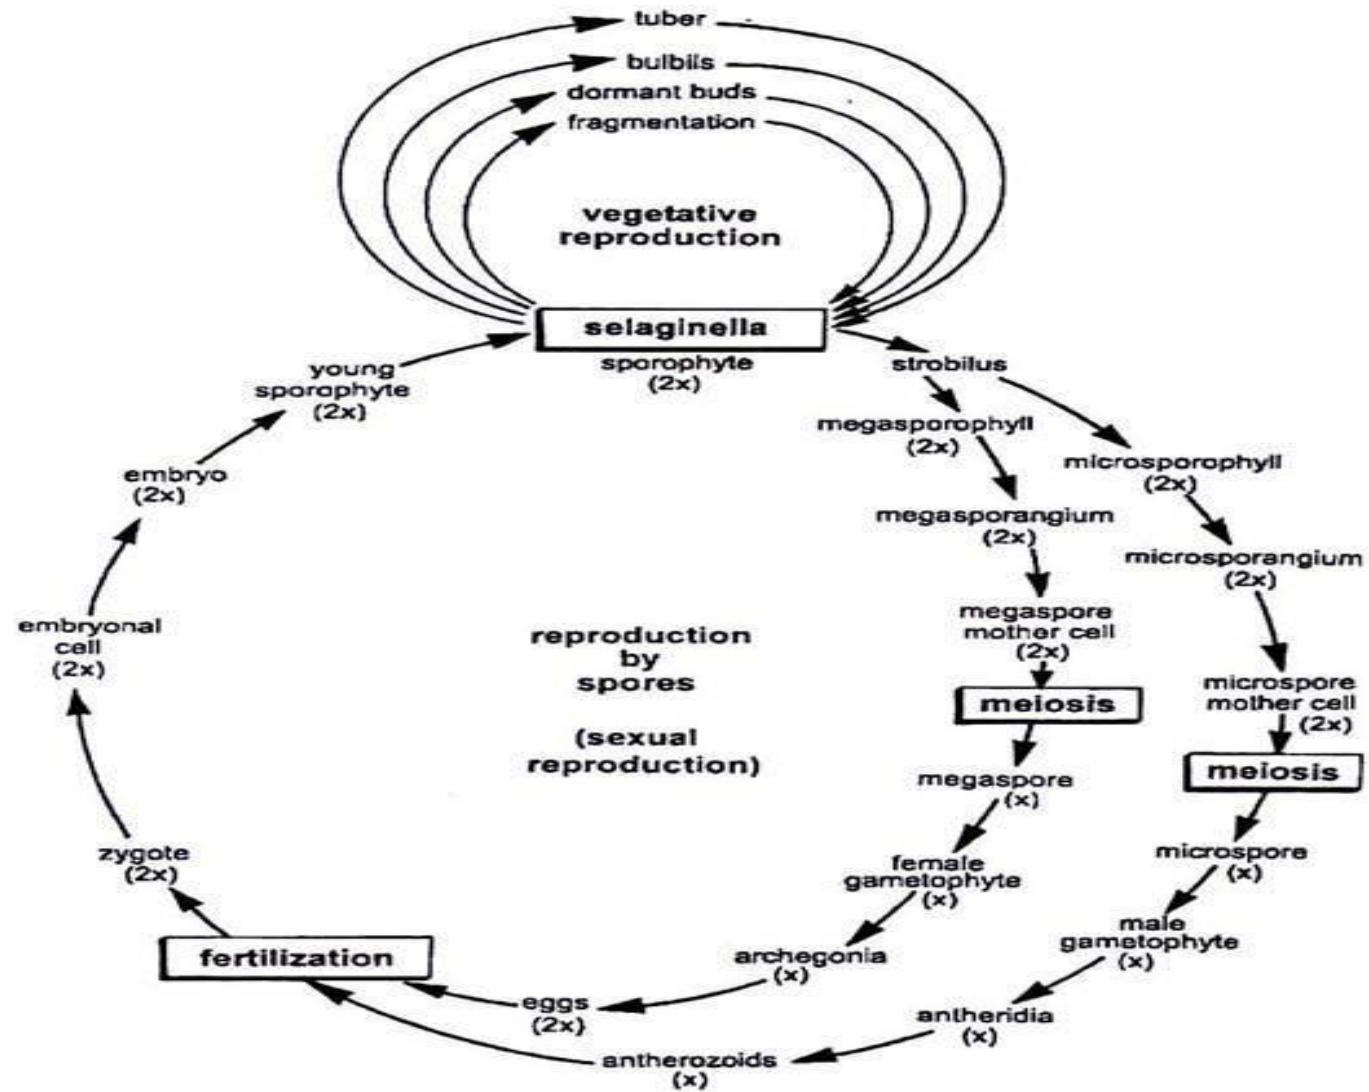 tuber
bulbils
dormant buds
fragmentation
vegetative
reproduction
selaginella
sporophyte
(2x)
strobilus
megasporophyll
(2x)
microsporophyll
(2x)
megasporangium
(2x)
microsporangium
(2x)
megaspore
mother cell
(2x)
microspore
mother cell
(2x)
meiosis
meiosis
megaspore
(x)
microspore
(x)
female
gametophyte
(x)
male
gametophyte
(x)
archegonia
(x)
antheridia
(x)
eggs
(2x)
antherozoids
(x)
fertilization
zygote
(2x)
embryonal
cell
(2x)
embryo
(2x)
young
sporophyte
(2x)
reproduction
by
spores
(sexual
reproduction)